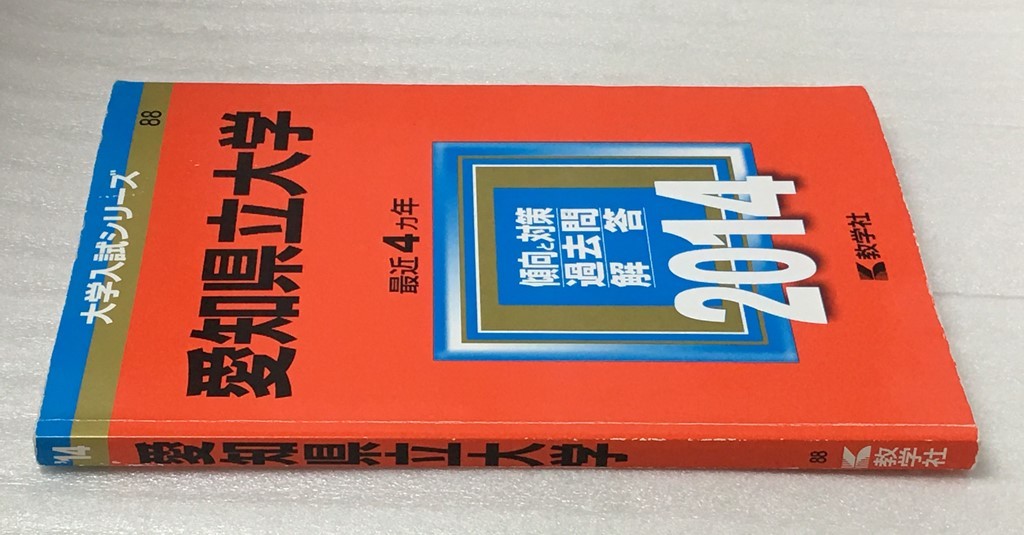 大学入試シリーズ
88
愛知県立大学
最近4カ年
傾向と対策
過去問
解答
2014
教学社
'14
愛知県立大学
88
教学社